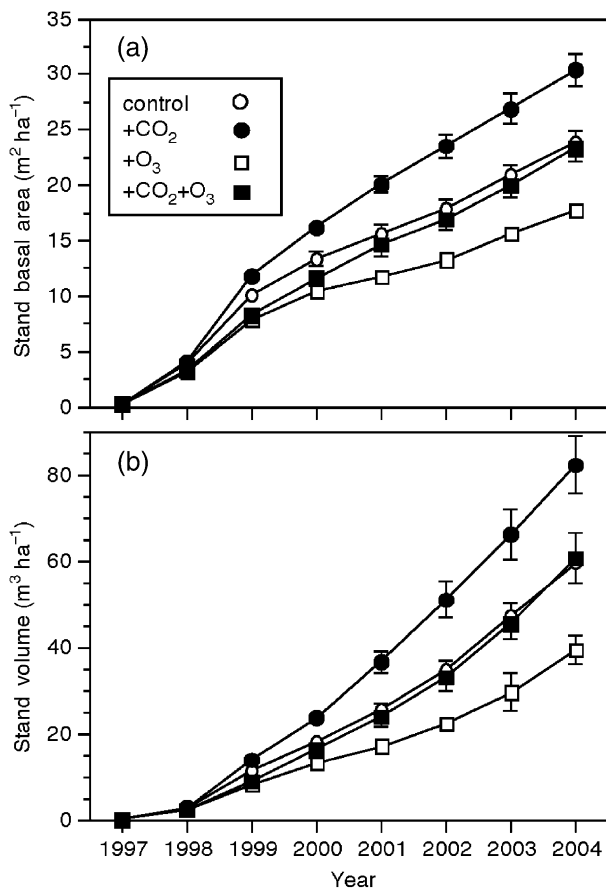 35
30
25
20
15
10
5
0
Stand basal area (m² ha⁻¹)
(a)
control
+CO₂
+O₃
+CO₂+O₃
80
60
40
20
0
Stand volume (m³ ha⁻¹)
(b)
1997 1998 1999 2000 2001 2002 2003 2004
Year